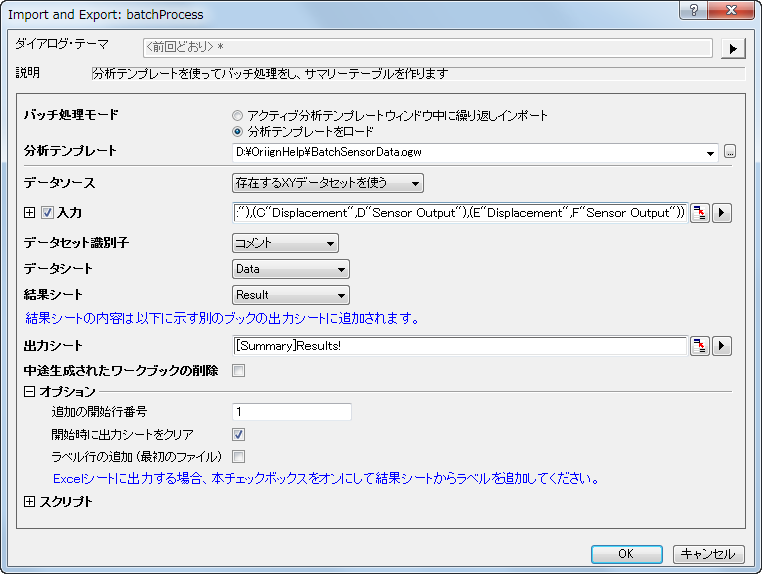 Import and Export: batchProcess
ダイアログ・テーマ <前回どおり> *
説明 分析テンプレートを使ってバッチ処理をし、サマリーテーブルを作ります
バッチ処理モード アクティブ分析テンプレートウィンドウ中に繰り返しインポート
分析テンプレートをロード
分析テンプレート D:¥OriignHelp¥BatchSensorData.ogw ...
データソース 存在するXYデータセットを使う
入力 :"),(C"Displacement",D"Sensor Output"),(E"Displacement",F"Sensor Output"))
データセット識別子 コメント
データシート Data
結果シート Result
結果シートの内容は以下に示す別のブックの出力シートに追加されます。
出力シート [Summary]Results!
中途生成されたワークブックの削除
オプション
追加の開始行番号 1
開始時に出力シートをクリア
ラベル行の追加 (最初のファイル)
Excelシートに出力する場合、本チェックボックスをオンにして結果シートからラベルを追加してください。
スクリプト
OK キャンセル